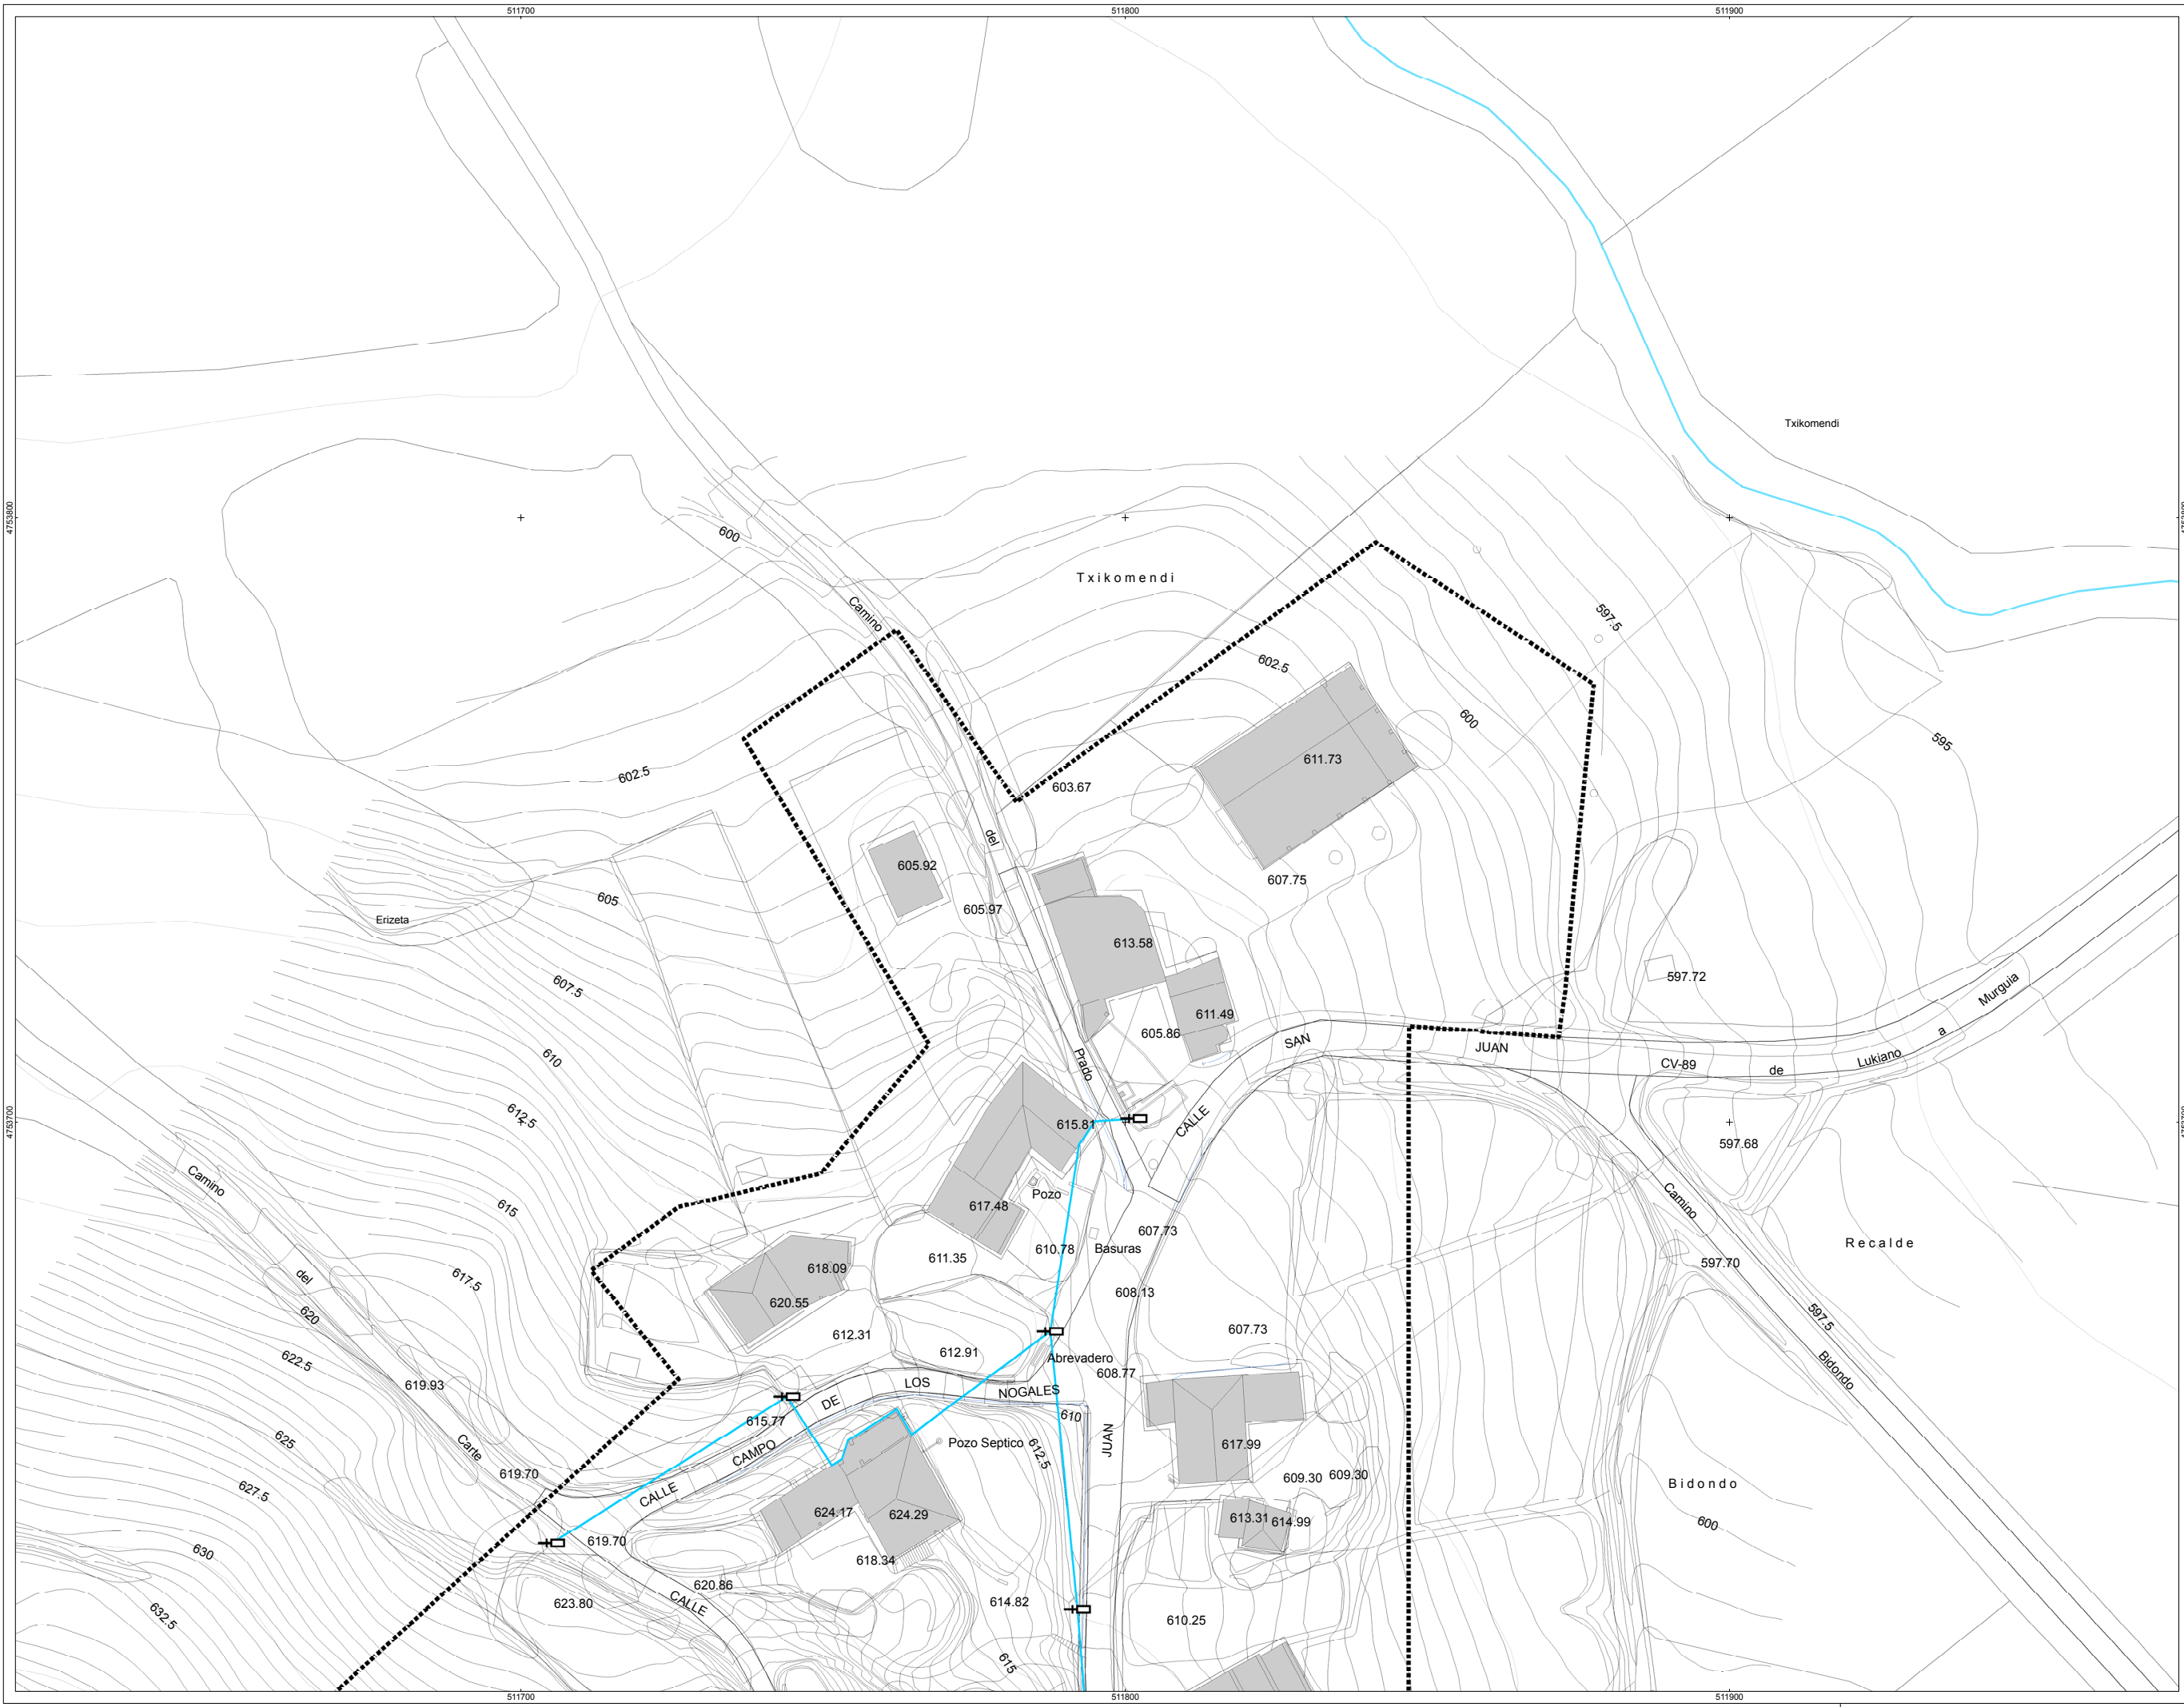 511700
511800
511900
4753800
4753800
Txikomendi
600
Txikomendi
Camino
597.5
602.5
600
595
602.5
611.73
603.67
del
605.92
607.75
605
605.97
Erizeta
613.58
597.72
607.5
Murguia
611.49
605.86
SAN
JUAN
a
610
Lukiano
CV-89
de
Prado
612.5
4753700
4753700
615.81
CALLE
597.68
Camino
Pozo
Camino
615
617.48
607.73
Basuras
610.78
611.35
Recalde
597.70
618.09
del
617.5
608.13
620.55
620
597.5
612.31
607.73
612.91
Abrevadero
622.5
608.77
Bidondo
619.93
LOS
NOGALES
DE
615.77
610
JUAN
625
Carte
CAMPO
Pozo Septico
612.5
617.99
619.70
609.30
609.30
627.5
CALLE
Bidondo
624.17
624.29
613.31
614.99
600
630
619.70
618.34
620.86
623.80
CALLE
614.82
632.5
610.25
615
511700
511800
511900